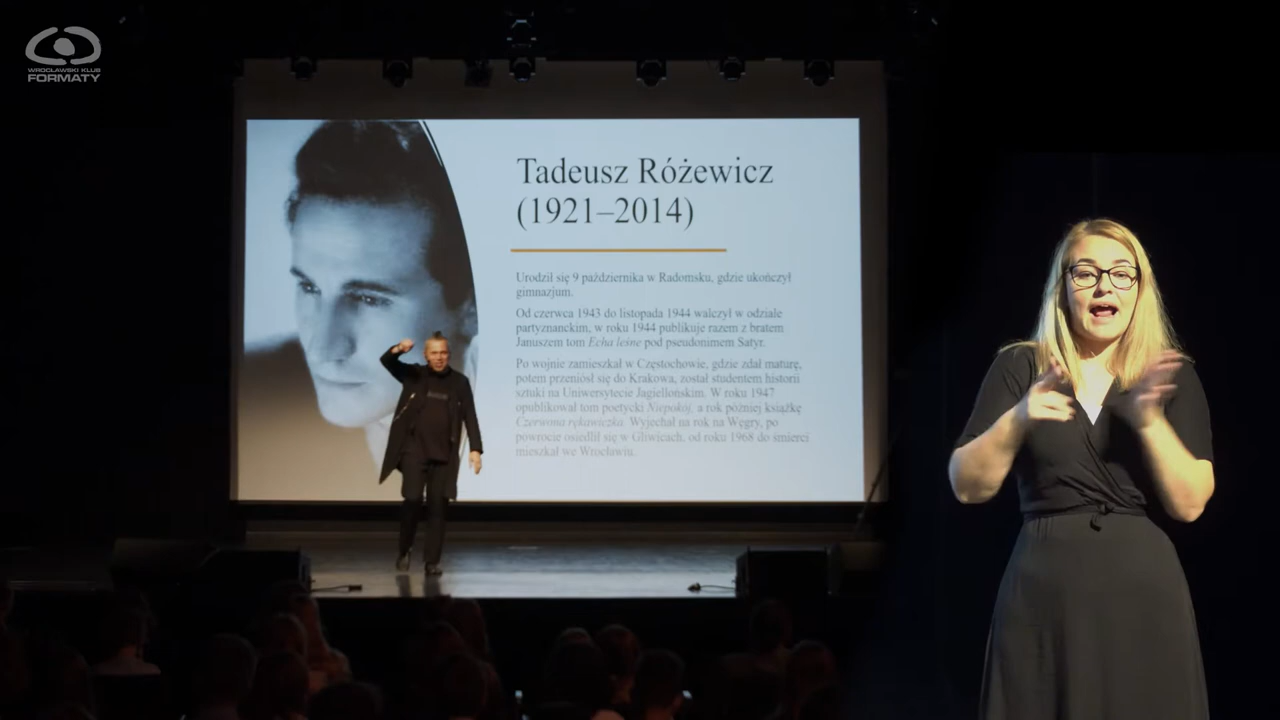 WROCŁAWSKI KLUB
FORMATY
Tadeusz Różewicz
(1921–2014)
Urodził się 9 października w Radomsku, gdzie ukończył
gimnazjum.
Od czerwca 1943 do listopada 1944 walczył w odziale
partyznanckim, w roku 1944 publikuje razem z bratem
Januszem tom Echa leśne pod pseudonimem Satyr.
Po wojnie zamieszkał w Częstochowie, gdzie zdał maturę,
potem przeniósł się do Krakowa, został studentem historii
sztuki na Uniwersytecie Jagiellońskim. W roku 1947
opublikował tom poetycki Niepokój, a rok później książkę
Czerwona rękawiczka. Wyjechał na rok na Węgry, po
powrocie osiedlił się w Gliwicach, od roku 1968 do śmierci
mieszkał we Wrocławiu.